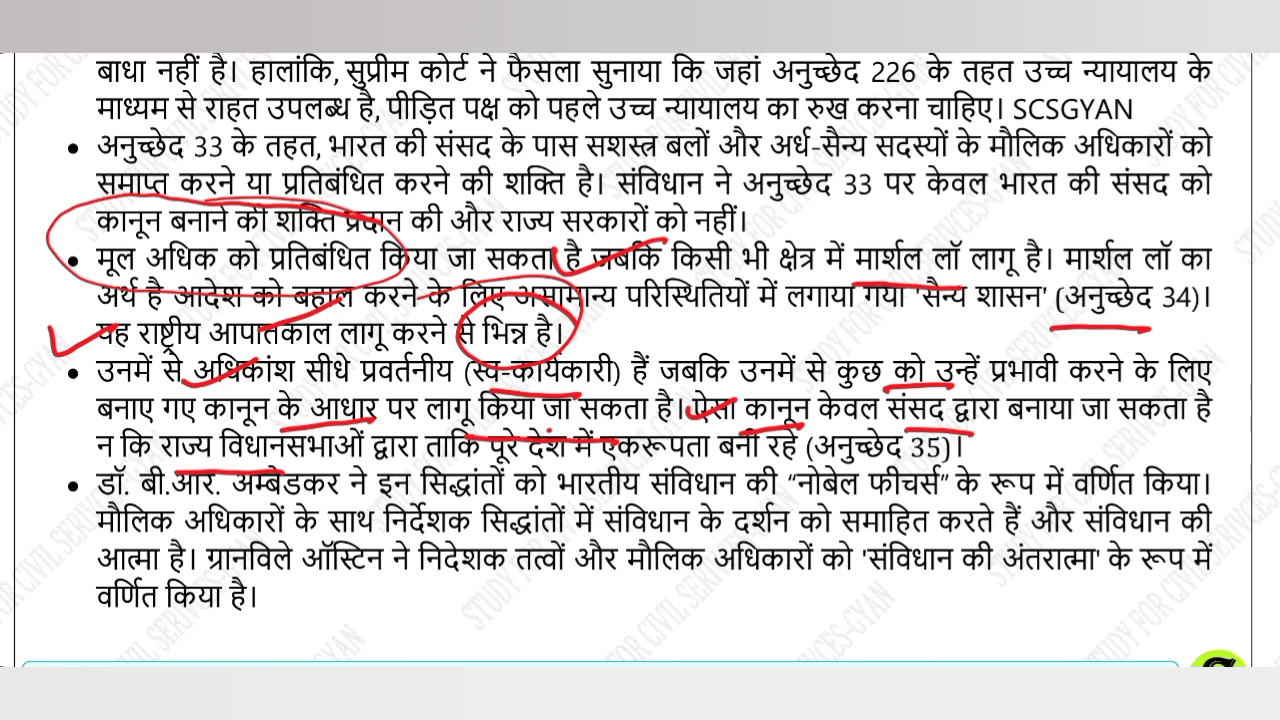 बाधा नहीं है। हालांकि, सुप्रीम कोर्ट ने फैसला सुनाया कि जहां अनुच्छेद 226 के तहत उच्च न्यायालय के
माध्यम से राहत उपलब्ध है, पीड़ित पक्ष को पहले उच्च न्यायालय का रुख करना चाहिए। SCSGYAN
• अनुच्छेद 33 के तहत, भारत की संसद के पास सशस्त्र बलों और अर्ध-सैन्य सदस्यों के मौलिक अधिकारों को
समाप्त करने या प्रतिबंधित करने की शक्ति है। संविधान ने अनुच्छेद 33 पर केवल भारत की संसद को
कानून बनाने की शक्ति प्रदान की और राज्य सरकारों को नहीं।
• मूल अधिक को प्रतिबंधित किया जा सकता है जबकि किसी भी क्षेत्र में मार्शल लॉ लागू है। मार्शल लॉ का
अर्थ है आदेश को बहाल करने के लिए असामान्य परिस्थितियों में लगाया गया 'सैन्य शासन' (अनुच्छेद 34)।
यह राष्ट्रीय आपातकाल लागू करने से भिन्न है।
• उनमें से अधिकांश सीधे प्रवर्तनीय (स्व-कार्यकारी) हैं जबकि उनमें से कुछ को उन्हें प्रभावी करने के लिए
बनाए गए कानून के आधार पर लागू किया जा सकता है। ऐसा कानून केवल संसद द्वारा बनाया जा सकता है
न कि राज्य विधानसभाओं द्वारा ताकि पूरे देश में एकरूपता बनी रहे (अनुच्छेद 35)।
• डॉ. बी.आर. अम्बेडकर ने इन सिद्धांतों को भारतीय संविधान की “नोबेल फीचर्स” के रूप में वर्णित किया।
मौलिक अधिकारों के साथ निर्देशक सिद्धांतों में संविधान के दर्शन को समाहित करते हैं और संविधान की
आत्मा है। ग्रानविले ऑस्टिन ने निदेशक तत्वों और मौलिक अधिकारों को 'संविधान की अंतरात्मा' के रूप में
वर्णित किया है।